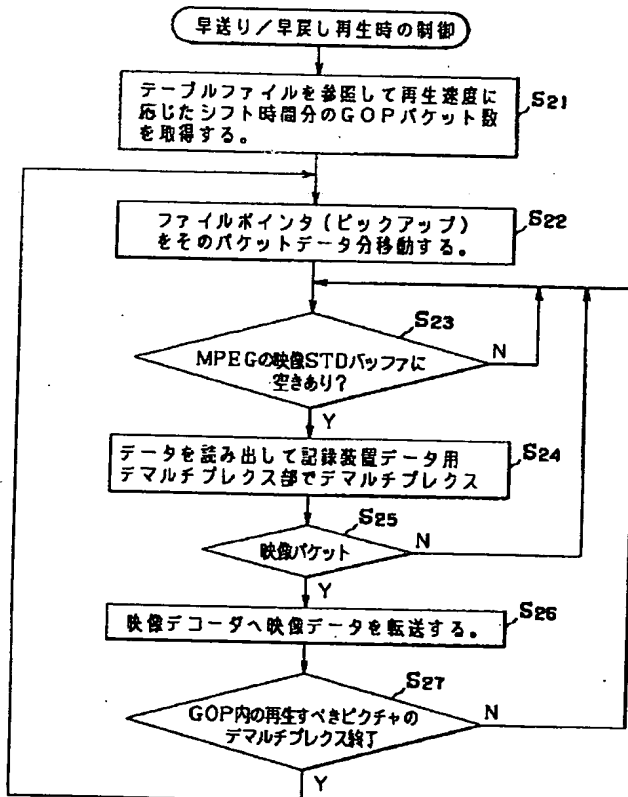 早送り/早戻し再生時の制御
テーブルファイルを参照して再生速度に
応じたシフト時間分のGOPパケット数
を取得する。
S21
ファイルポインタ(ピックアップ)
をそのパケットデータ分移動する。
S22
S23
MPEGの映像STDバッファに
空きあり?
N
Y
データを読み出して記録装置データ用
デマルチプレクス部でデマルチプレクス
S24
S25
映像パケット
N
Y
映像デコーダへ映像データを転送する。
S26
S27
GOP内の再生すべきピクチャの
デマルチプレクス終了
N
Y